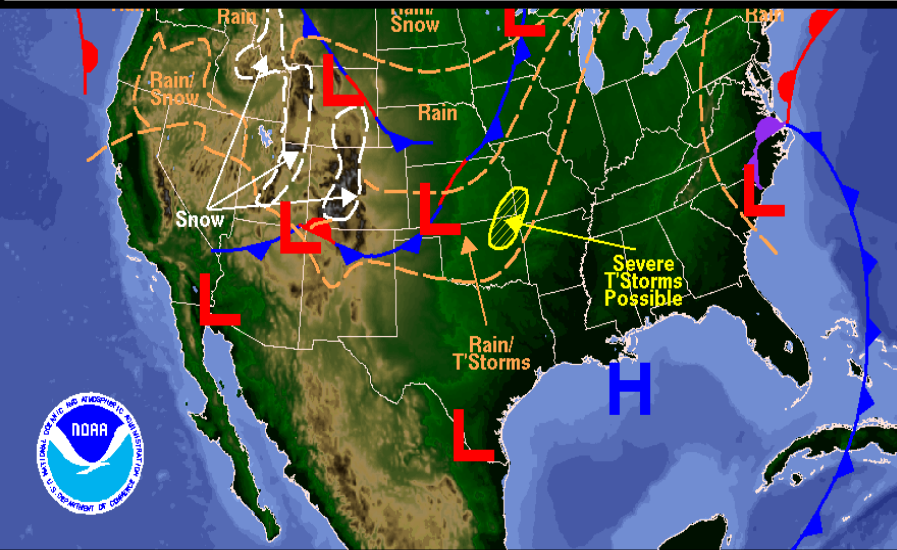 Rain
Rain
Rain/
Snow
Rain
Rain/
Snow
Rain
Snow
L
L
L
L
L
L
L
Severe
T'Storms
Possible
Rain/
T'Storms
H
NATIONAL OCEANIC AND ATMOSPHERIC ADMINISTRATION
NOAA
U.S. DEPARTMENT OF COMMERCE